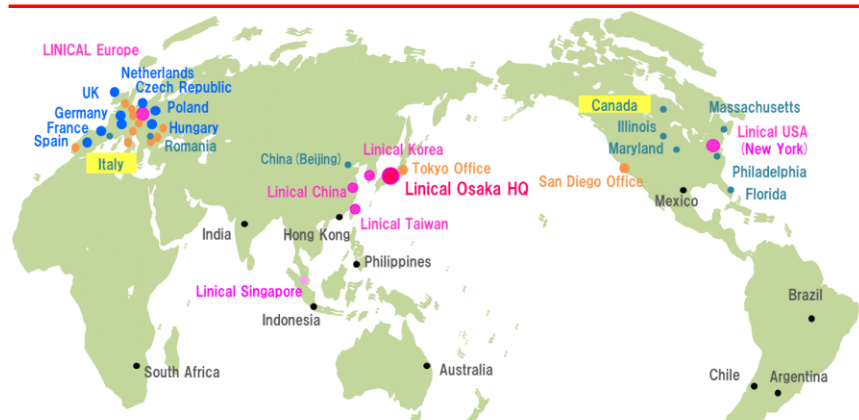 LINICAL Europe
Netherlands
UK
Czech Republic
Germany
Poland
France
Hungary
Spain
Romania
Italy
China (Beijing)
Linical Korea
Tokyo Office
Linical China
Linical Osaka HQ
Linical Taiwan
India
Hong Kong
Philippines
Linical Singapore
Indonesia
South Africa
Australia
Canada
Massachusetts
Illinois
Linical USA
(New York)
Maryland
Philadelphia
San Diego Office
Florida
Mexico
Brazil
Chile
Argentina